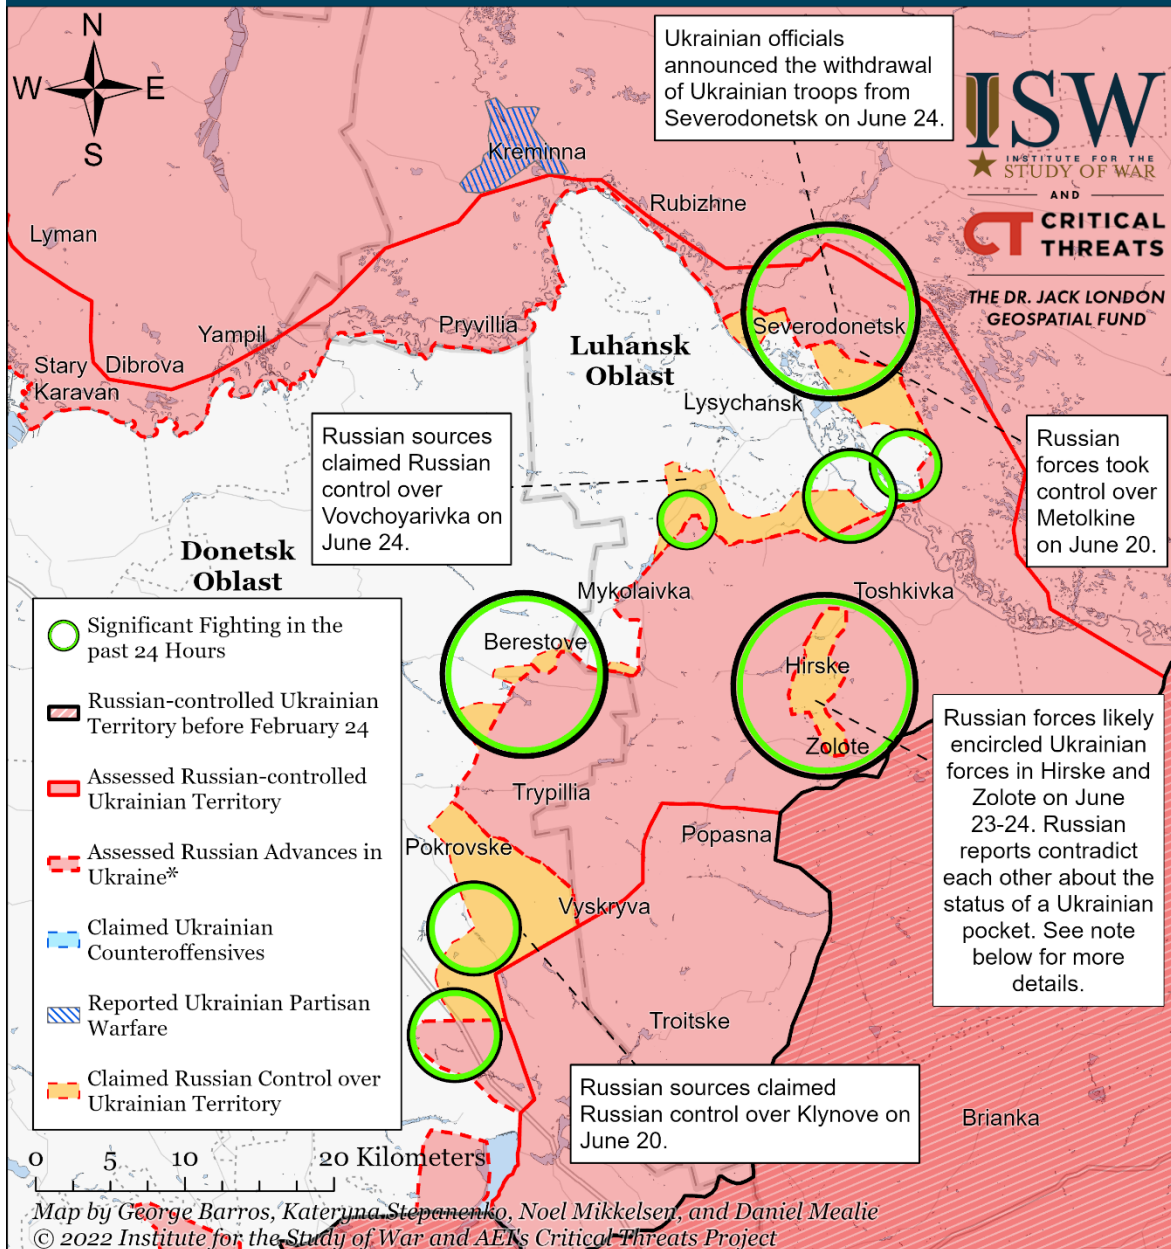 N
W
E
S
Ukrainian officials
announced the withdrawal
of Ukrainian troops from
Severodonetsk on June 24.
ISW
INSTITUTE FOR THE
STUDY OF WAR
AND
CT CRITICAL
THREATS
THE DR. JACK LONDON
GEOSPATIAL FUND
Kreminna
Rubizhne
Lyman
Yampil
Pryvillia
Severodonetsk
Stary
Karavan
Dibrova
Luhansk
Oblast
Lysychansk
Russian sources
claimed Russian
control over
Vovchoyarivka on
June 24.
Russian
forces took
control over
Metolkine
on June 20.
Donetsk
Oblast
Mykolaivka
Toshkivka
Berestove
Hirske
Zolote
Russian forces likely
encircled Ukrainian
forces in Hirske and
Zolote on June
23-24. Russian
reports contradict
each other about the
status of a Ukrainian
pocket. See note
below for more
details.
Trypillia
Popasna
Pokrovske
Vyskryva
Troitske
Brianka
Russian sources claimed
Russian control over Klynove on
June 20.
Significant Fighting in the
past 24 Hours
Russian-controlled Ukrainian
Territory before February 24
Assessed Russian-controlled
Ukrainian Territory
Assessed Russian Advances in
Ukraine*
Claimed Ukrainian
Counteroffensives
Reported Ukrainian Partisan
Warfare
Claimed Russian Control over
Ukrainian Territory
0 5 10 20 Kilometers
Map by George Barros, Kateryna Stepanenko, Noel Mikkelsen, and Daniel Mealie
© 2022 Institute for the Study of War and AEI's Critical Threats Project